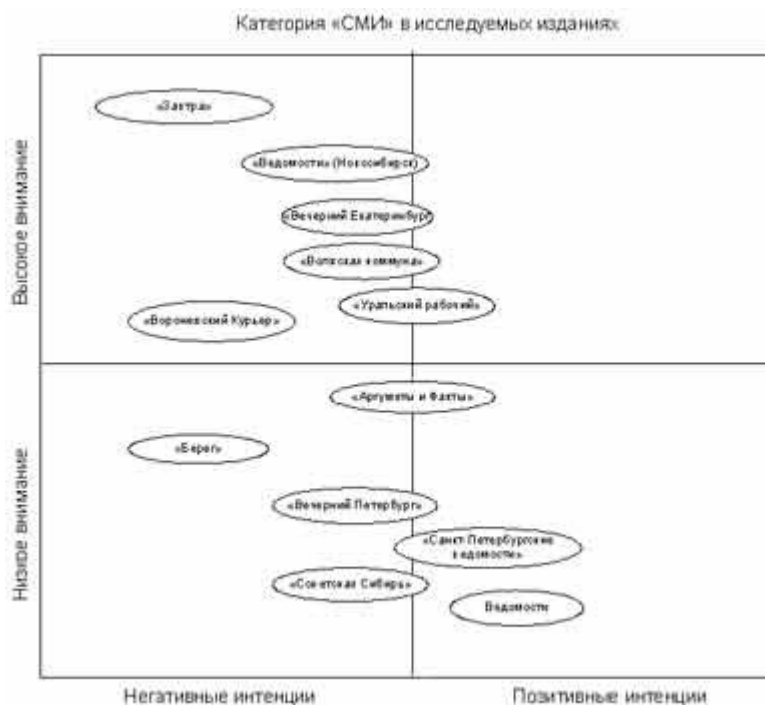 Категория «СМИ» в исследуемых изданиях
Высокое внимание
«Завтра»
«Ведомости» (Новосибирск)
«Вечерний Екатеринбург
«Волжская коммуна»
«Уральский рабочий»
«Воронежский Курьер»
Низкое внимание
«Аргументы и Факты»
«Берег»
«Вечерний Петербург»
«Санкт-Петербургские
ведомости»
«Советская Сибирь»
Ведомости
Негативные интенции
Позитивные интенции